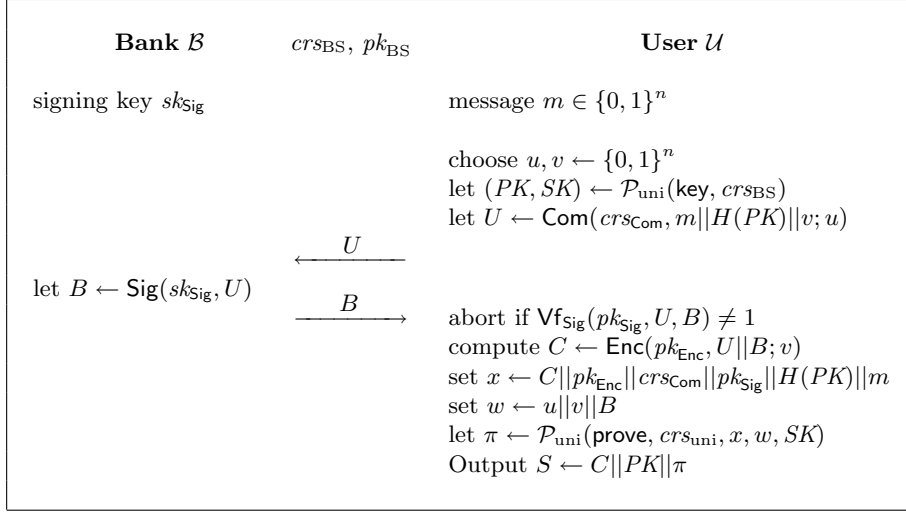 Bank 𝓑 crs_BS, pk_BS User 𝓤
signing key sk_Sig message m ∈ {0, 1}^n
choose u, v ← {0, 1}^n
let (PK, SK) ← 𝒫_uni(key, crs_BS)
let U ← Com(crs_Com, m||H(PK)||v; u)
U
let B ← Sig(sk_Sig, U)
B
abort if Vf_Sig(pk_Sig, U, B) ≠ 1
compute C ← Enc(pk_Enc, U||B; v)
set x ← C||pk_Enc||crs_Com||pk_Sig||H(PK)||m
set w ← u||v||B
let π ← 𝒫_uni(prove, crs_uni, x, w, SK)
Output S ← C||PK||π